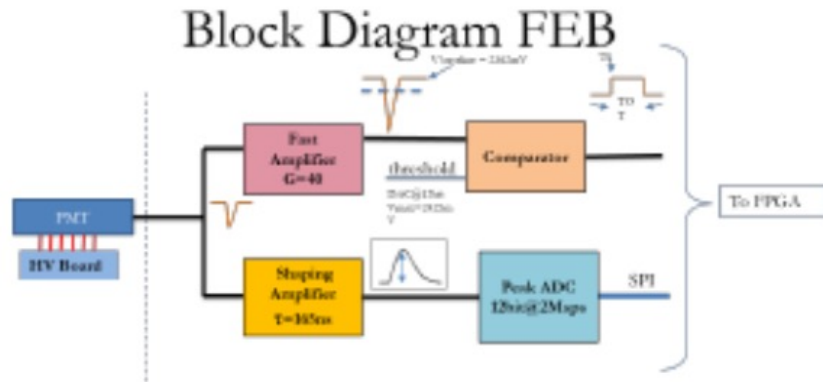 Block Diagram FEB
Fast
Amplifier
G=40
threshold
Comparator
TO
T
To FPGA
PMT
HV Board
Shaping
Amplifier
Peak ADC
12bit@2Msps
SPI